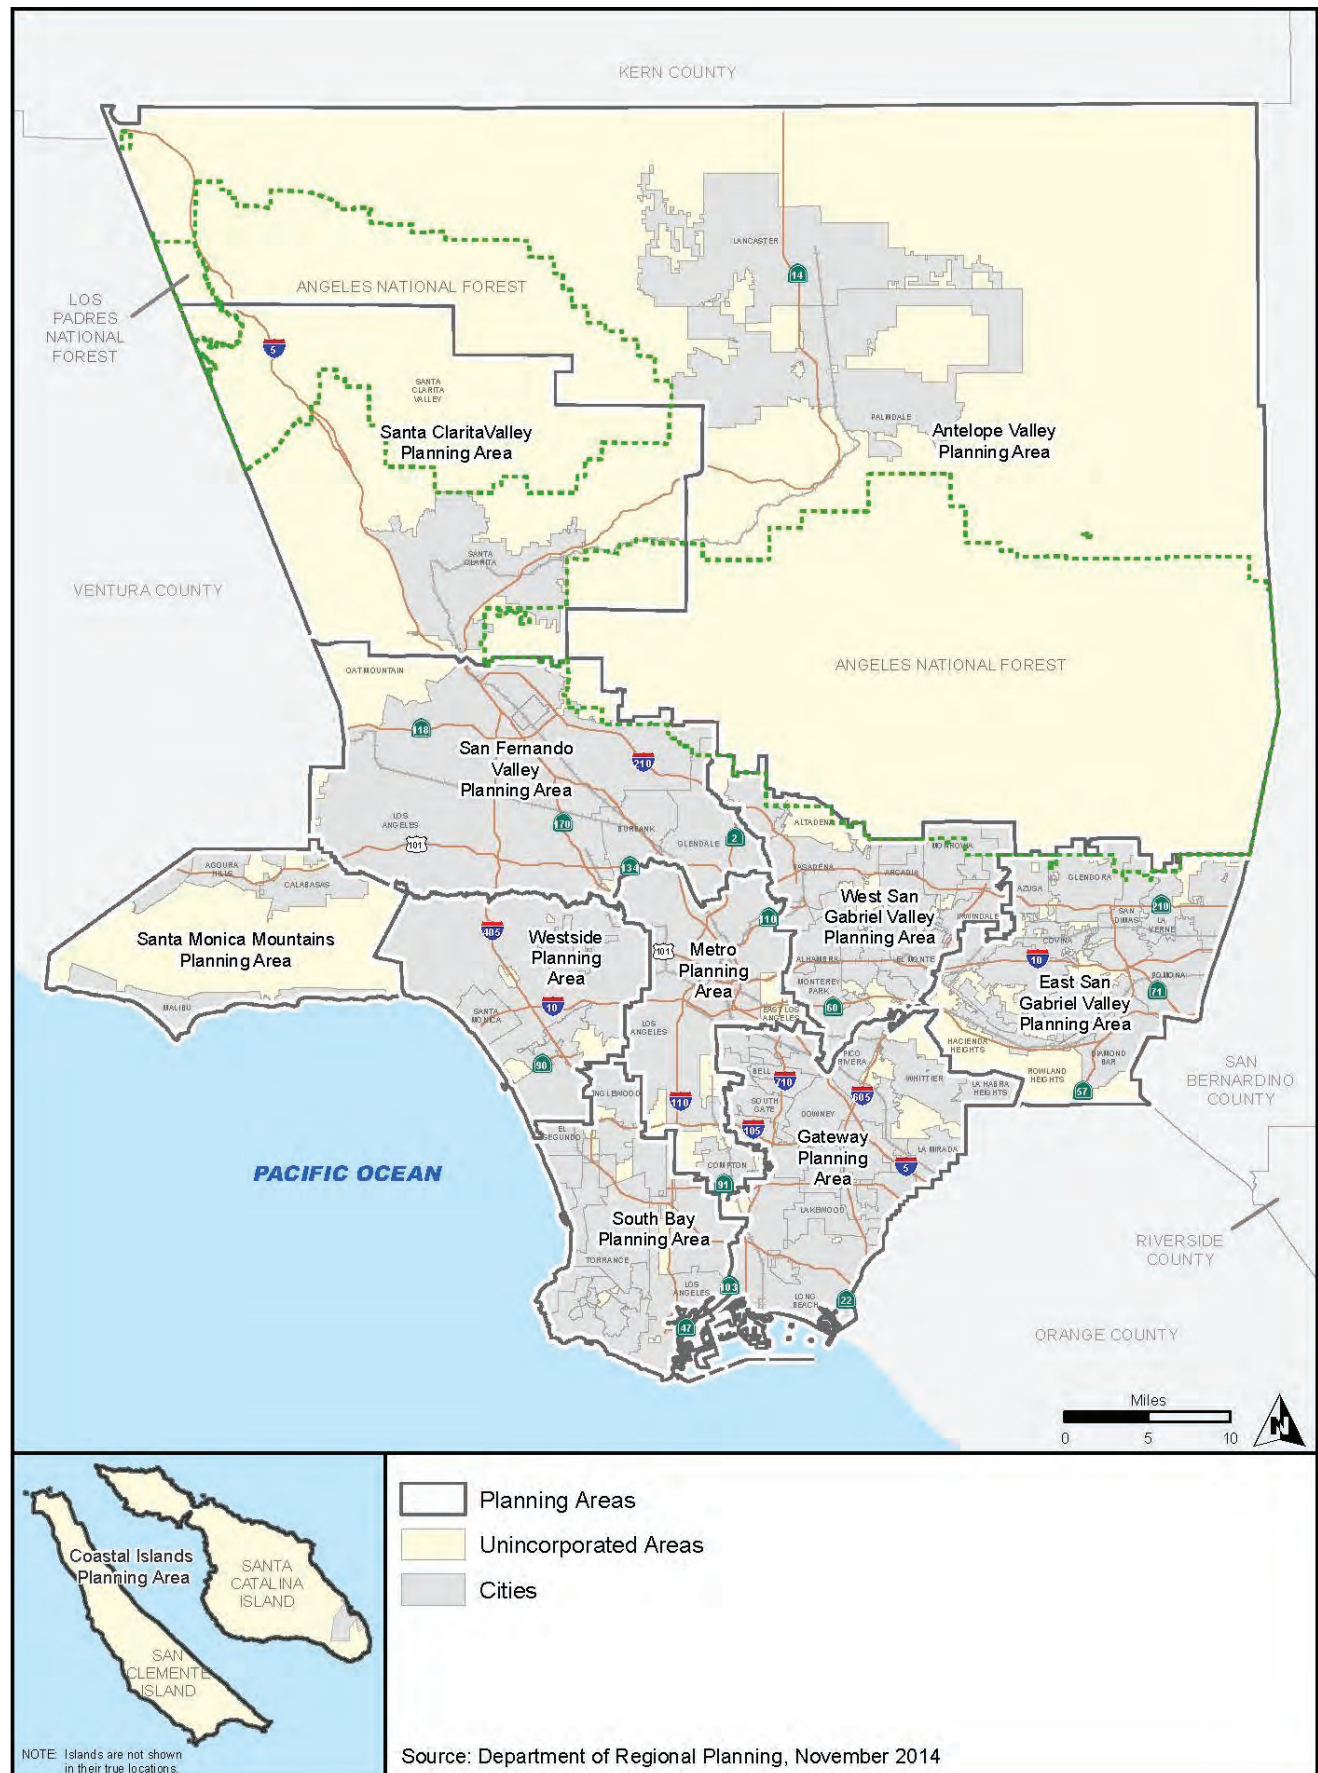 KERN COUNTY
LANCASTER
14
ANGELES NATIONAL FOREST
LOS
PADRES
NATIONAL
FOREST
5
SANTA
CLARITA
VALLEY
Santa ClaritaValley
Planning Area
PALMDALE
Antelope Valley
Planning Area
SANTA
CLARITA
VENTURA COUNTY
ANGELES NATIONAL FOREST
OAT MOUNTAIN
118
San Fernando
Valley
Planning Area
210
170
LOS
ANGELES
101
BURBANK
GLENDALE
2
134
ALTADENA
PASADENA
ARCADIA
MONROVIA
AGOURA
HILLS
CALABASAS
Santa Monica Mountains
Planning Area
MALIBU
405
Westside
Planning
Area
10
SANTA
MONICA
90
110
101
Metro
Planning
Area
LOS
ANGELES
EAST LOS
ANGELES
West San
Gabriel Valley
Planning Area
IRWINDALE
ALHAMBRA
EL MONTE
MONTEREY
PARK
60
AZUSA
GLENDORA
210
SAN
DIMAS
LA
VERNE
COVINA
10
POMONA
71
East San
Gabriel Valley
Planning Area
HACIENDA
HEIGHTS
DIAMOND
BAR
ROWLAND
HEIGHTS
57
SAN
BERNARDINO
COUNTY
INGLEWOOD
110
BELL
710
PICO
RIVERA
605
WHITTIER
LA HABRA
HEIGHTS
SOUTH
GATE
DOWNEY
105
EL
SEGUNDO
Gateway
Planning
Area
LA MIRADA
5
COMPTON
91
PACIFIC OCEAN
LAKEWOOD
South Bay
Planning Area
TORRANCE
LOS
ANGELES
103
LONG
BEACH
22
47
RIVERSIDE
COUNTY
ORANGE COUNTY
Miles
0 5 10
N
Coastal Islands
Planning Area
SANTA
CATALINA
ISLAND
SAN
CLEMENTE
ISLAND
NOTE: Islands are not shown
in their true locations.
Planning Areas
Unincorporated Areas
Cities
Source: Department of Regional Planning, November 2014